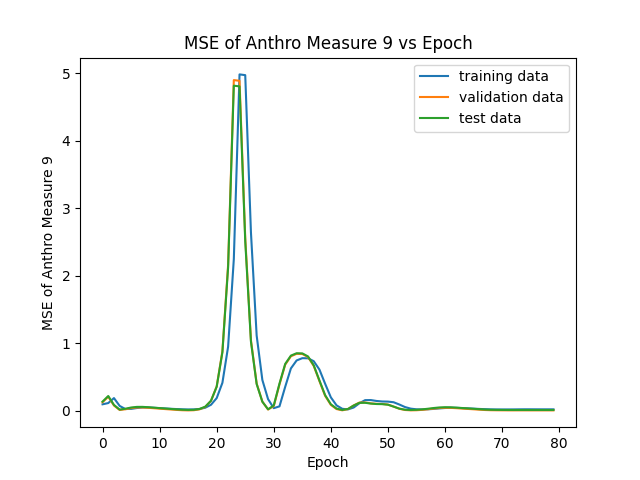 MSE of Anthro Measure 9 vs Epoch
training data
validation data
test data
MSE of Anthro Measure 9
5
4
3
2
1
0
0 10 20 30 40 50 60 70 80
Epoch